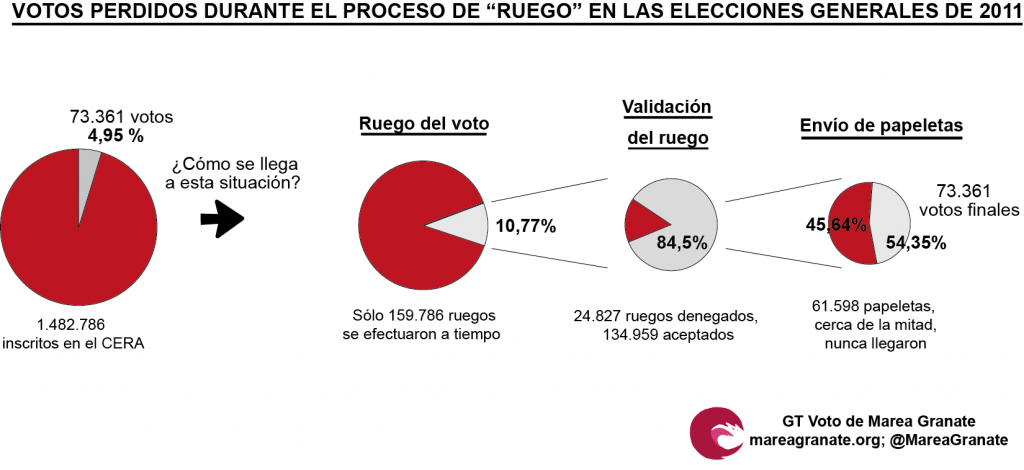 VOTOS PERDIDOS DURANTE EL PROCESO DE “RUEGO” EN LAS ELECCIONES GENERALES DE 2011
73.361 votos
4,95 %
¿Cómo se llega
a esta situación?
1.482.786
inscritos en el CERA
Ruego del voto
10,77%
Sólo 159.786 ruegos
se efectuaron a tiempo
Validación
del ruego
84,5%
24.827 ruegos denegados,
134.959 aceptados
Envío de papeletas
73.361
votos finales
45,64%
54,35%
61.598 papeletas,
cerca de la mitad,
nunca llegaron
GT Voto de Marea Granate
mareagranate.org; @MareaGranate